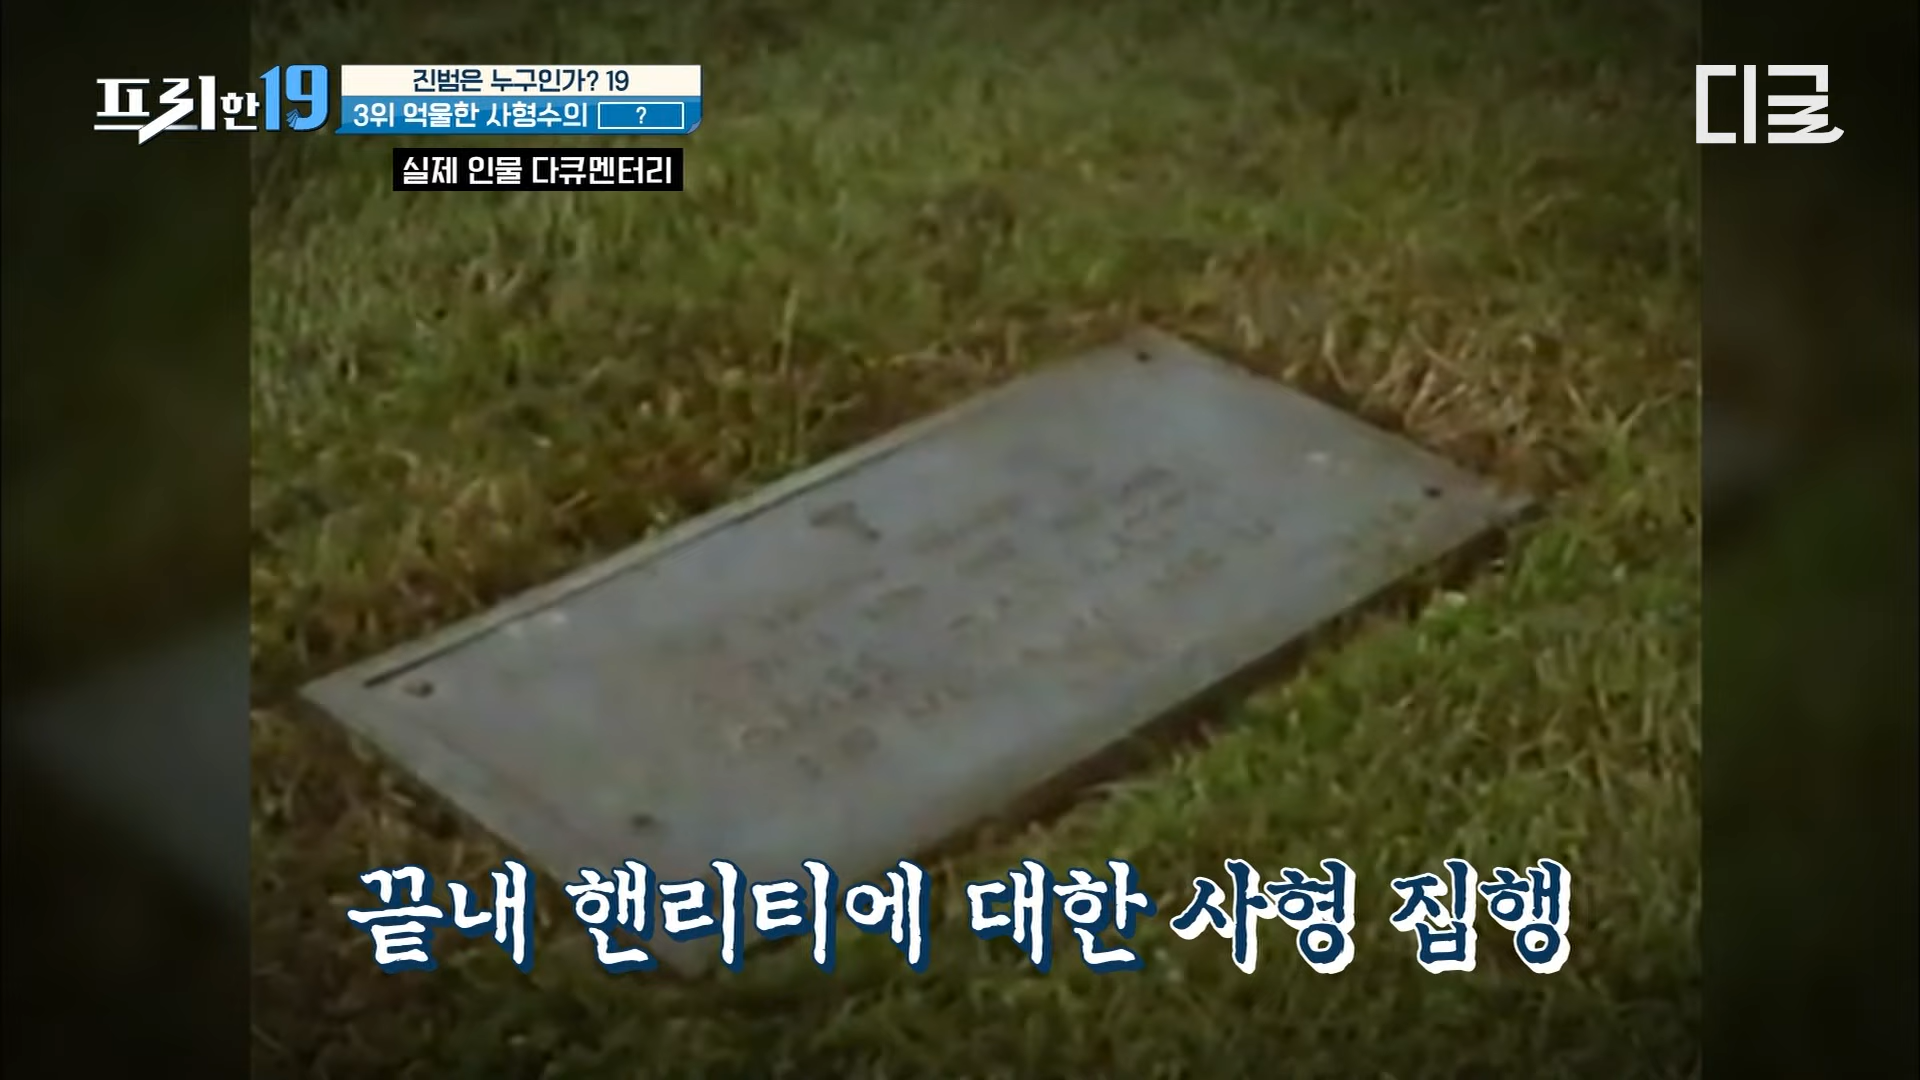 프리한19
진범은 누구인가? 19
3위 억울한 사형수의 ?
실제 인물 다큐멘터리
디글
끝내 핸리티에 대한 사형 집행